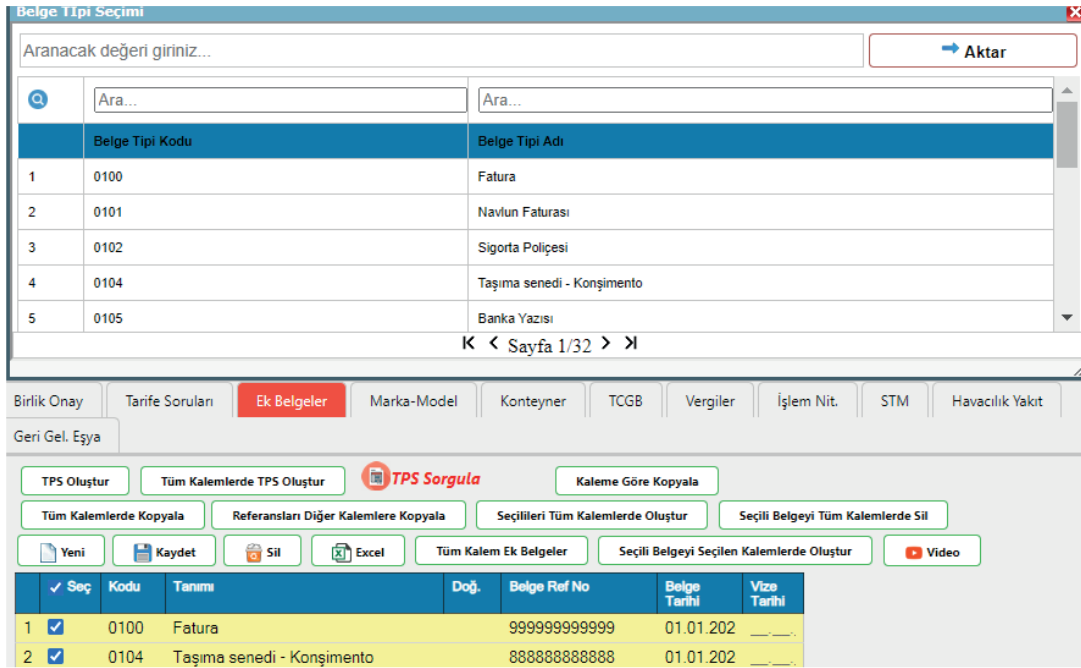 Belge TIpi Seçimi
Aranacak değeri giriniz...
Aktar
Ara...
Ara...
Belge Tipi Kodu Belge Tipi Adı
1 0100 Fatura
2 0101 Navlun Faturası
3 0102 Sigorta Poliçesi
4 0104 Taşıma senedi - Konşimento
5 0105 Banka Yazısı
Sayfa 1/32
Birlik Onay Tarife Soruları Ek Belgeler Marka-Model Konteyner TCGB Vergiler İşlem Nit. STM Havacılık Yakıt
Geri Gel. Eşya
TPS Oluştur Tüm Kalemlerde TPS Oluştur TPS Sorgula Kaleme Göre Kopyala
Tüm Kalemlerde Kopyala Referansları Diğer Kalemlere Kopyala Seçilileri Tüm Kalemlerde Oluştur Seçili Belgeyi Tüm Kalemlerde Sil
Yeni Kaydet Sil Excel Tüm Kalem Ek Belgeler Seçili Belgeyi Seçilen Kalemlerde Oluştur Video
Seç Kodu Tanımı Doğ. Belge Ref No Belge Tarihi Vize Tarihi
1 0100 Fatura 999999999999 01.01.202 __.__.
2 0104 Taşıma senedi - Konşimento 888888888888 01.01.202 __.__.